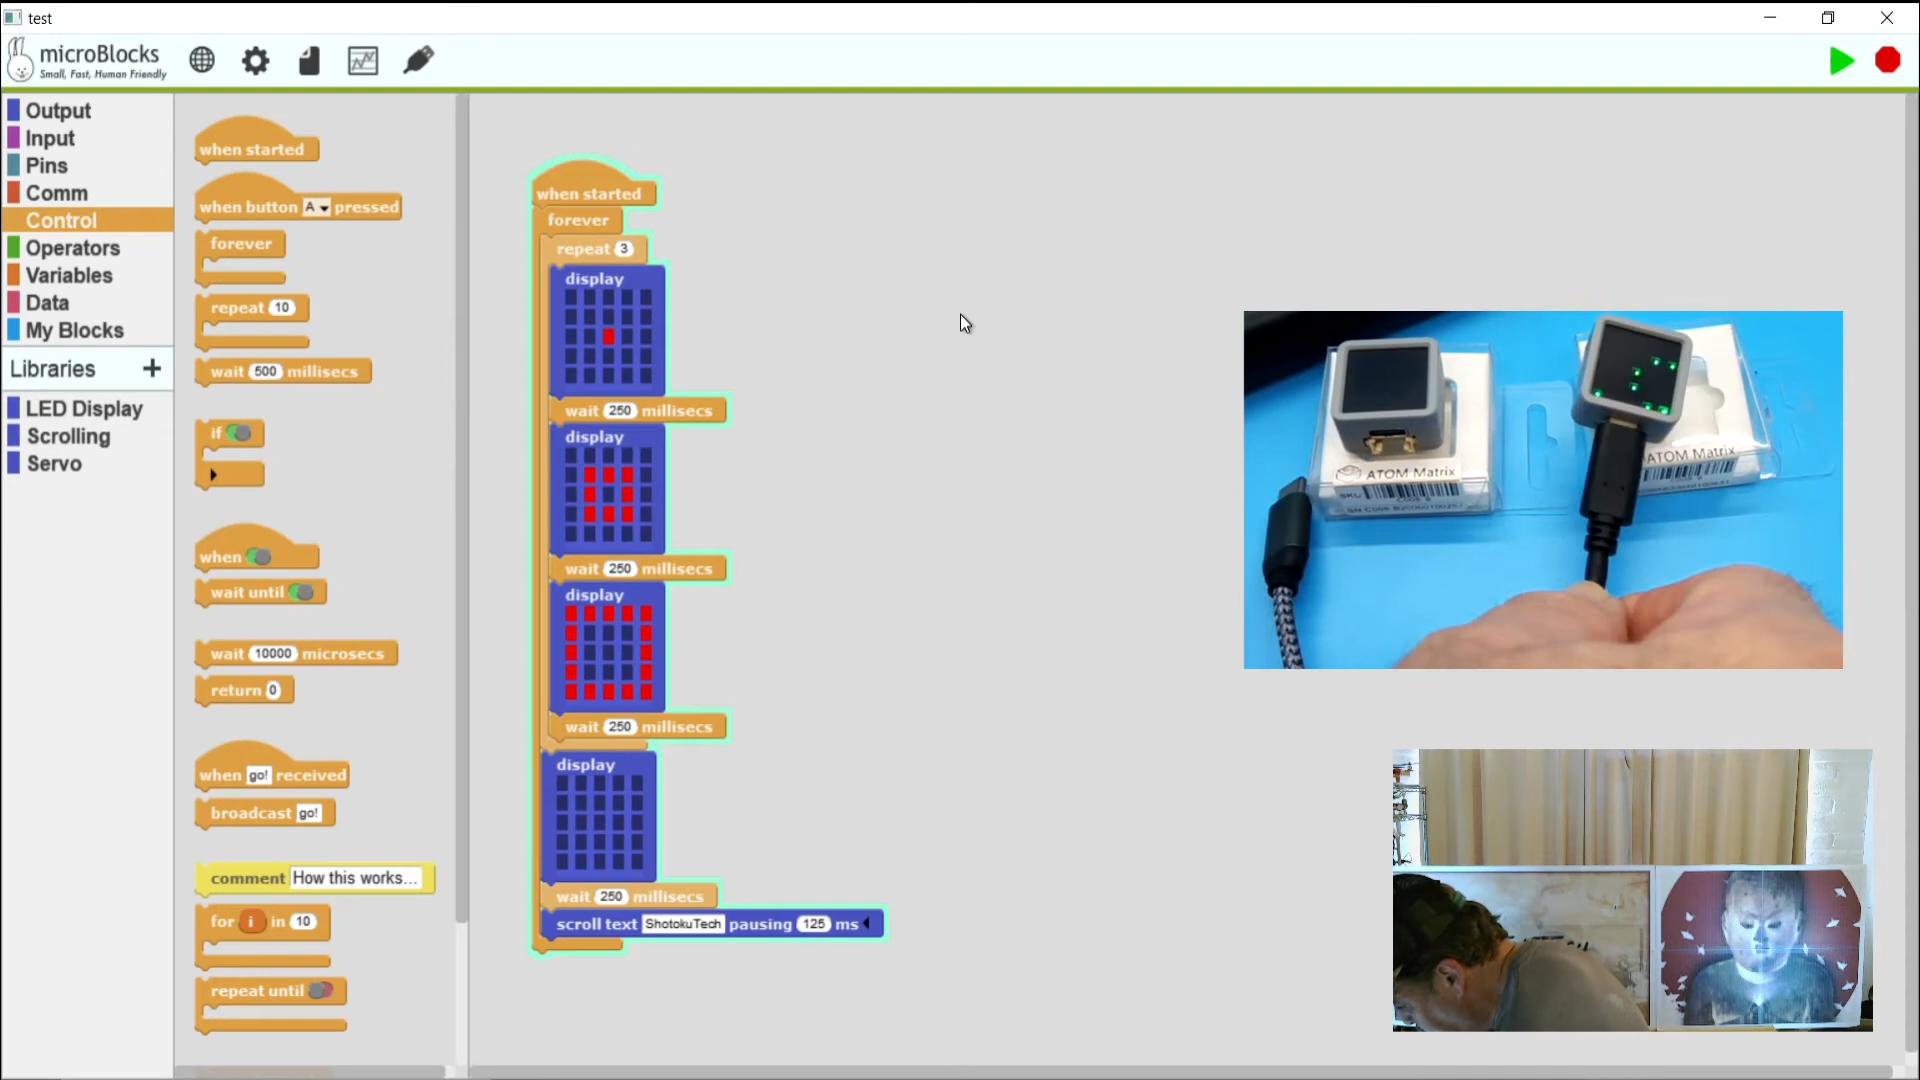 test
microBlocks
Small, Fast, Human Friendly
Output
Input
Pins
Comm
Control
Operators
Variables
Data
My Blocks
Libraries +
LED Display
Scrolling
Servo
when started
when button A pressed
forever
repeat 10
wait 500 millisecs
if
when
wait until
wait 10000 microsecs
return 0
when go! received
broadcast go!
comment How this works...
for i in 10
repeat until
when started
forever
repeat 3
display
wait 250 millisecs
display
wait 250 millisecs
display
wait 250 millisecs
display
wait 250 millisecs
scroll text ShotokuTech pausing 125 ms
ATOM Matrix
ATOM Matrix